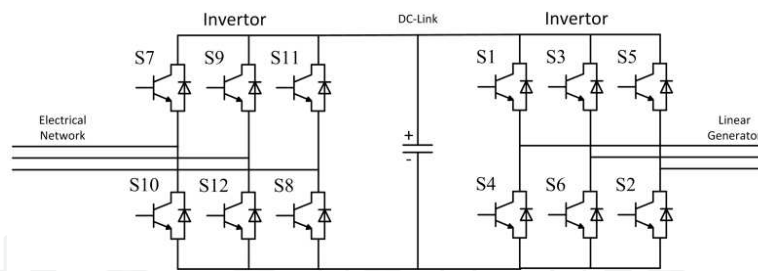 Invertor
DC-Link
Invertor
S7
S9
S11
S1
S3
S5
Electrical
Network
+
-
Linear
Generator
S10
S12
S8
S4
S6
S2